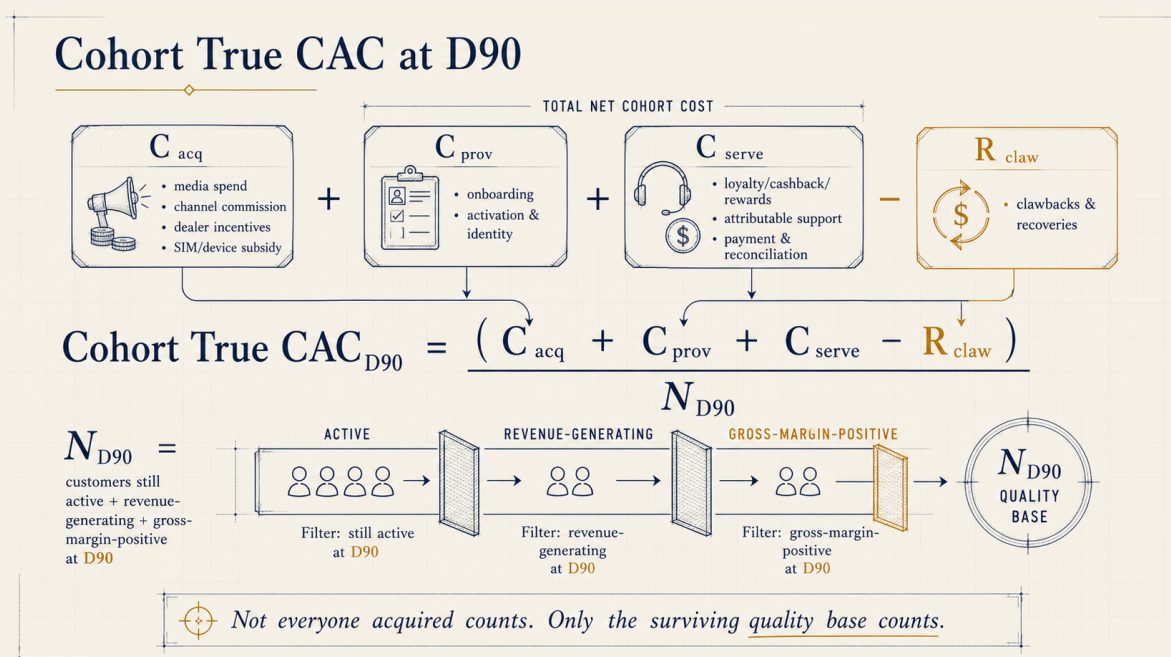 Cohort True CAC at D90
TOTAL NET COHORT COST
C acq
• media spend
• channel commission
• dealer incentives
• SIM/device subsidy
+
C prov
• onboarding
• activation &
identity
+
C serve
• loyalty/cashback/
rewards
• attributable support
• payment &
reconciliation
$
−
R claw
$
• clawbacks &
recoveries
Cohort True CAC D90 = ( C acq + C prov + C serve − R claw )
N D90
N D90 =
customers still
active + revenue-
generating + gross-
margin-positive
at D90
ACTIVE
Filter: still active
at D90
REVENUE-GENERATING
Filter: revenue-
generating
at D90
GROSS-MARGIN-POSITIVE
Filter: gross-margin-
positive
at D90
N D90
QUALITY
BASE
Not everyone acquired counts. Only the surviving quality base counts.